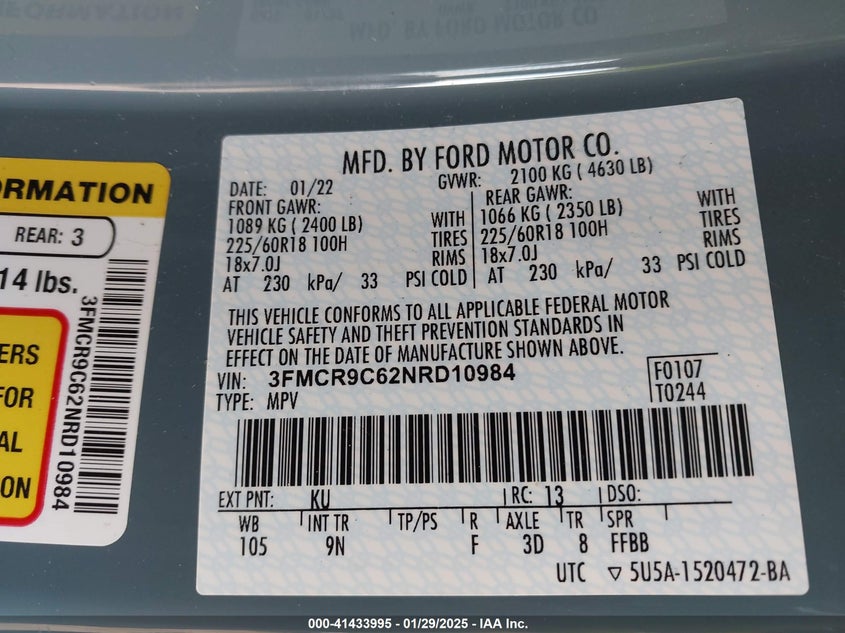 MFD. BY FORD MOTOR CO.
ORMATION
REAR: 3
14 lbs.
3FMCR9C62NRD10984
ERS
FOR
AL
ON
MFD. BY FORD MOTOR CO.
DATE: 01/22 GVWR: 2100 KG ( 4630 LB)
FRONT GAWR: REAR GAWR:
1089 KG ( 2400 LB) WITH 1066 KG ( 2350 LB) WITH
225/60R18 100H TIRES 225/60R18 100H TIRES
18x7.0J RIMS 18x7.0J RIMS
AT 230 kPa/ 33 PSI COLD AT 230 kPa/ 33 PSI COLD
THIS VEHICLE CONFORMS TO ALL APPLICABLE FEDERAL MOTOR
VEHICLE SAFETY AND THEFT PREVENTION STANDARDS IN
EFFECT ON THE DATE OF MANUFACTURE SHOWN ABOVE.
VIN: 3FMCR9C62NRD10984 F0107
TYPE: MPV T0244
EXT PNT: KU RC: 13 DSO:
WB INT TR TP/PS R AXLE TR SPR
105 9N F 3D 8 FFBB
UTC ▽ 5U5A-1520472-BA
000-41433995 - 01/29/2025 - IAA Inc.